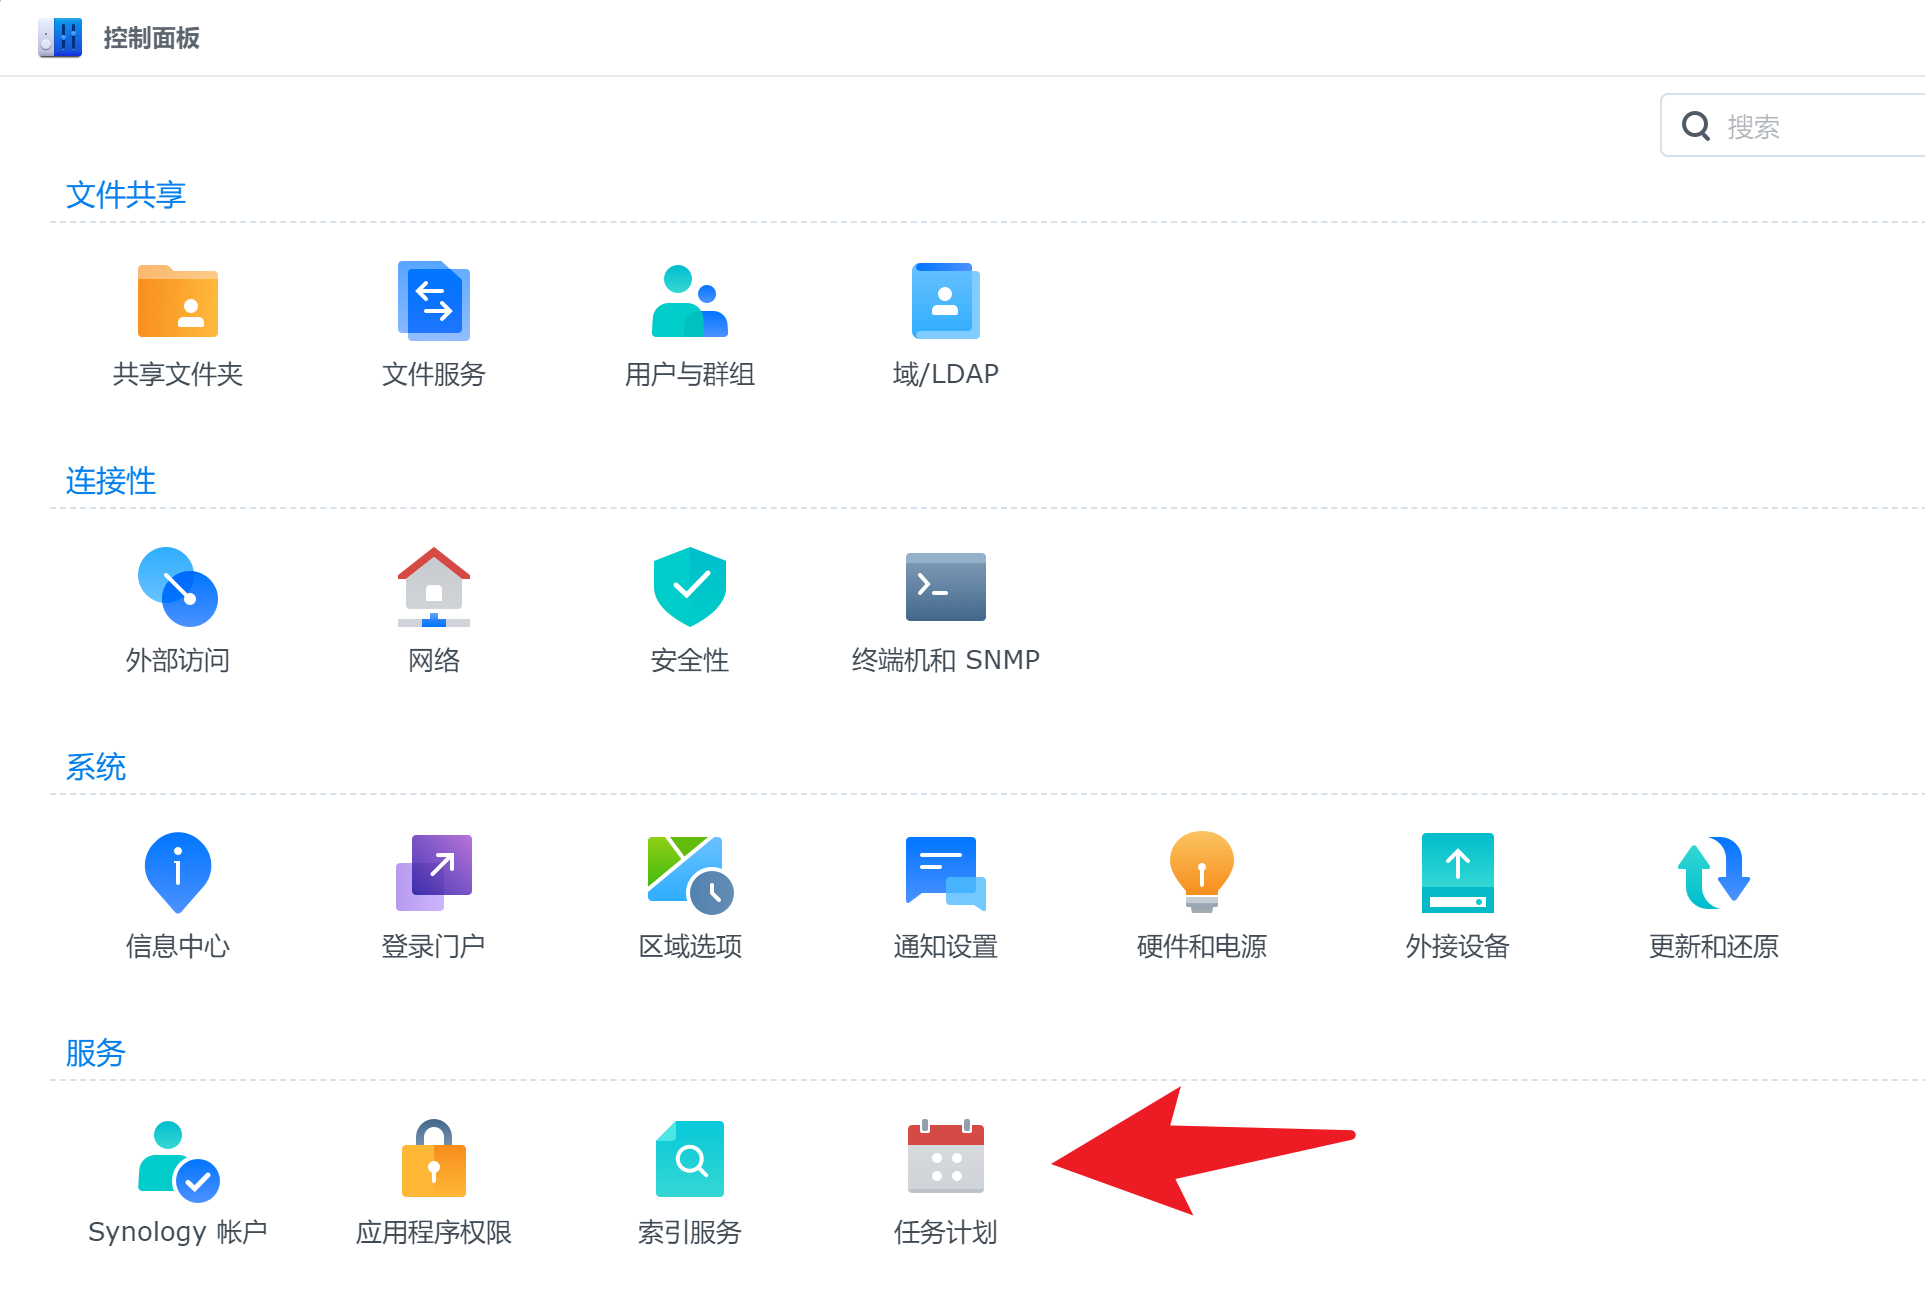 控制面板
搜索
文件共享
共享文件夹
文件服务
用户与群组
域/LDAP
连接性
外部访问
网络
安全性
终端机和 SNMP
系统
信息中心
登录门户
区域选项
通知设置
硬件和电源
外接设备
更新和还原
服务
Synology 帐户
应用程序权限
索引服务
任务计划